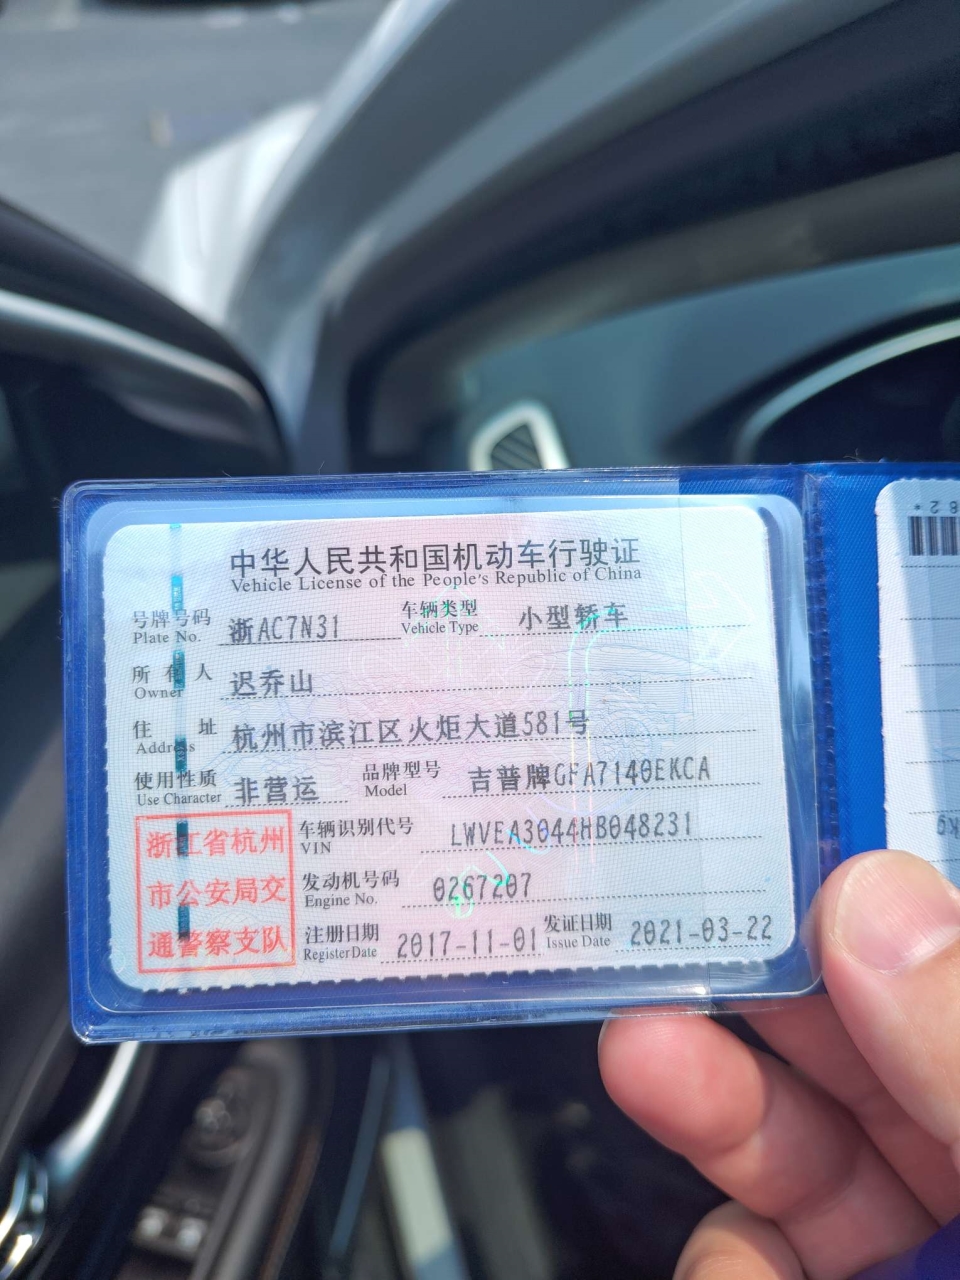 中华人民共和国机动车行驶证
Vehicle License of the People's Republic of China
号牌号码 浙AC7N31 车辆类型 小型轿车
Plate No. Vehicle Type
所有人 迟乔山
Owner
住址 杭州市滨江区火炬大道581号
Address
使用性质 非营运 品牌型号 吉普牌GFA7140EKCA
Use Character Model
车辆识别代号 LWVEA3044HB048231
VIN
发动机号码 0267207
Engine No.
注册日期 2017-11-01 发证日期 2021-03-22
Register Date Issue Date
浙江省杭州
市公安局交
通警察支队